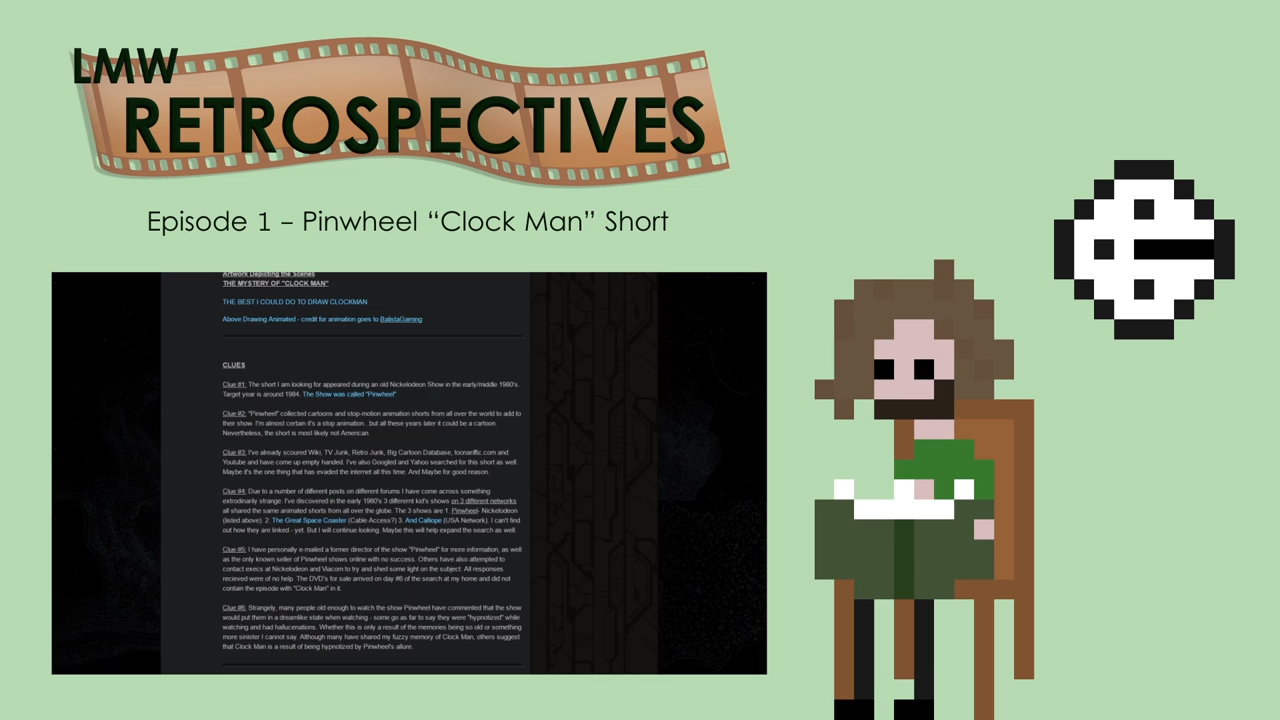 LMW
RETROSPECTIVES
Episode 1 – Pinwheel “Clock Man” Short
Artwork Depicting the Scenes
THE MYSTERY OF "CLOCK MAN"
THE BEST I COULD DO TO DRAW CLOCKMAN
Above Drawing Animated - credit for animation goes to BalistaGaming
CLUES
Clue #1: The short I am looking for appeared during an old Nickelodeon Show in the early/middle 1980's.
Target year is around 1984. The Show was called "Pinwheel"
Clue #2: "Pinwheel" collected cartoons and stop-motion animation shorts from all over the world to add to
their show. I'm almost certain it's a stop animation...but all these years later it could be a cartoon.
Nevertheless, the short is most likely not American.
Clue #3: I've already scoured Wiki, TV Junk, Retro Junk, Big Cartoon Database, toonarific.com and
Youtube and have come up empty handed. I've also Googled and Yahoo searched for this short as well.
Maybe it's the one thing that has evaded the internet all this time. And Maybe for good reason.
Clue #4: Due to a number of different posts on different forums I have come across something
extrodinarily strange. I've discovered in the early 1980's 3 differernt kid's shows on 3 different networks
all shared the same animated shorts from all over the globe. The 3 shows are 1. Pinwheel- Nickelodeon
(listed above). 2. The Great Space Coaster (Cable Access?) 3. And Calliope (USA Network). I can't find
out how they are linked - yet. But I will continue looking. Maybe this will help expand the search as well.
Clue #5: I have personally e-mailed a former director of the show "Pinwheel" for more information, as well
as the only known seller of Pinwheel shows online with no success. Others have also attempted to
contact execs at Nickelodeon and Viacom to try and shed some light on the subject. All responses
recieved were of no help. The DVD's for sale arrived on day #6 of the search at my home and did not
contain the episode with "Clock Man" in it.
Clue #6: Strangely, many people old enough to watch the show Pinwheel have commented that the show
would put them in a dreamlike state when watching - some go as far to say they were "hypnotized" while
watching and had hallucenations. Whether this is only a result of the memories being so old or something
more sinister I cannot say. Although many have shared my fuzzy memory of Clock Man, others suggest
that Clock Man is a result of being hypnotized by Pinwheel's allure.